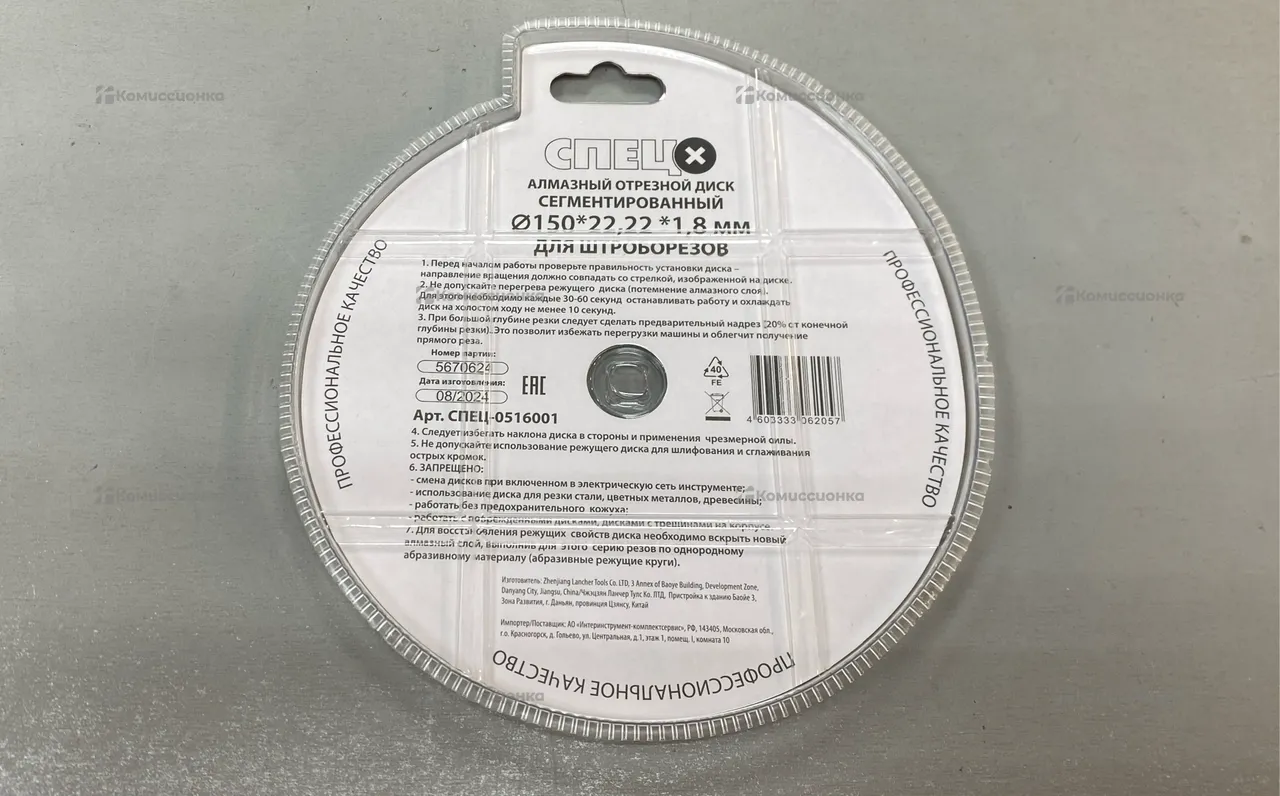 СПЕЦ
АЛМАЗНЫЙ ОТРЕЗНОЙ ДИСК
СЕГМЕНТИРОВАННЫЙ
Ø150*22,22 *1,8 мм
ДЛЯ ШТРОБОРЕЗОВ
1. Перед началом работы проверьте правильность установки диска –
направление вращения должно совпадать со стрелкой, изображенной на диске.
2. Не допускайте перегрева режущего диска (потемнение алмазного слоя).
Для этого необходимо каждые 30-60 секунд останавливать работу и охлаждать
диск на холостом ходу не менее 10 секунд.
3. При большой глубине резки следует сделать предварительный надрез (20% от конечной
глубины резки). Это позволит избежать перегрузки машины и облегчит получение
прямого реза.
Номер партии:
5670624
Дата изготовления:
08/2024
EAC
Арт. СПЕЦ-0516001
40
FE
4 603333 062057
4. Следует избегать наклона диска в стороны и применения чрезмерной силы.
5. Не допускайте использование режущего диска для шлифования и сглаживания
острых кромок.
6. ЗАПРЕЩЕНО:
- смена дисков при включенном в электрическую сеть инструменте;
- использование диска для резки стали, цветных металлов, древесины;
- работать без предохранительного кожуха;
- работать с поврежденными дисками, дисками с трещинами на корпусе.
7. Для восстановления режущих свойств диска необходимо вскрыть новый
алмазный слой, выполнив для этого серию резов по однородному
абразивному материалу (абразивные режущие круги).
Изготовитель: Zhenjiang Lancher Tools Co. LTD, 3 Annex of Baoye Building, Development Zone,
Danyang City, Jiangsu, China/Чжэцзян Ланчер Тулс Ко. ЛТД, Пристройка к зданию Баойе 3,
Зона Развития, г. Даньян, провинция Цзянсу, Китай
Импортер/Поставщик: АО «Интеринструмент-комплектсервис», РФ, 143405, Московская обл.,
г.о. Красногорск, д. Гольево, ул. Центральная, д.1, этаж 1, помещ. I, комната 10
ПРОФЕССИОНАЛЬНОЕ КАЧЕСТВО
ПРОФЕССИОНАЛЬНОЕ КАЧЕСТВО
ПРОФЕССИОНАЛЬНОЕ КАЧЕСТВО
Комиссионка
Комиссионка
Комиссионка
Комиссионка
Комиссионка
Комиссионка